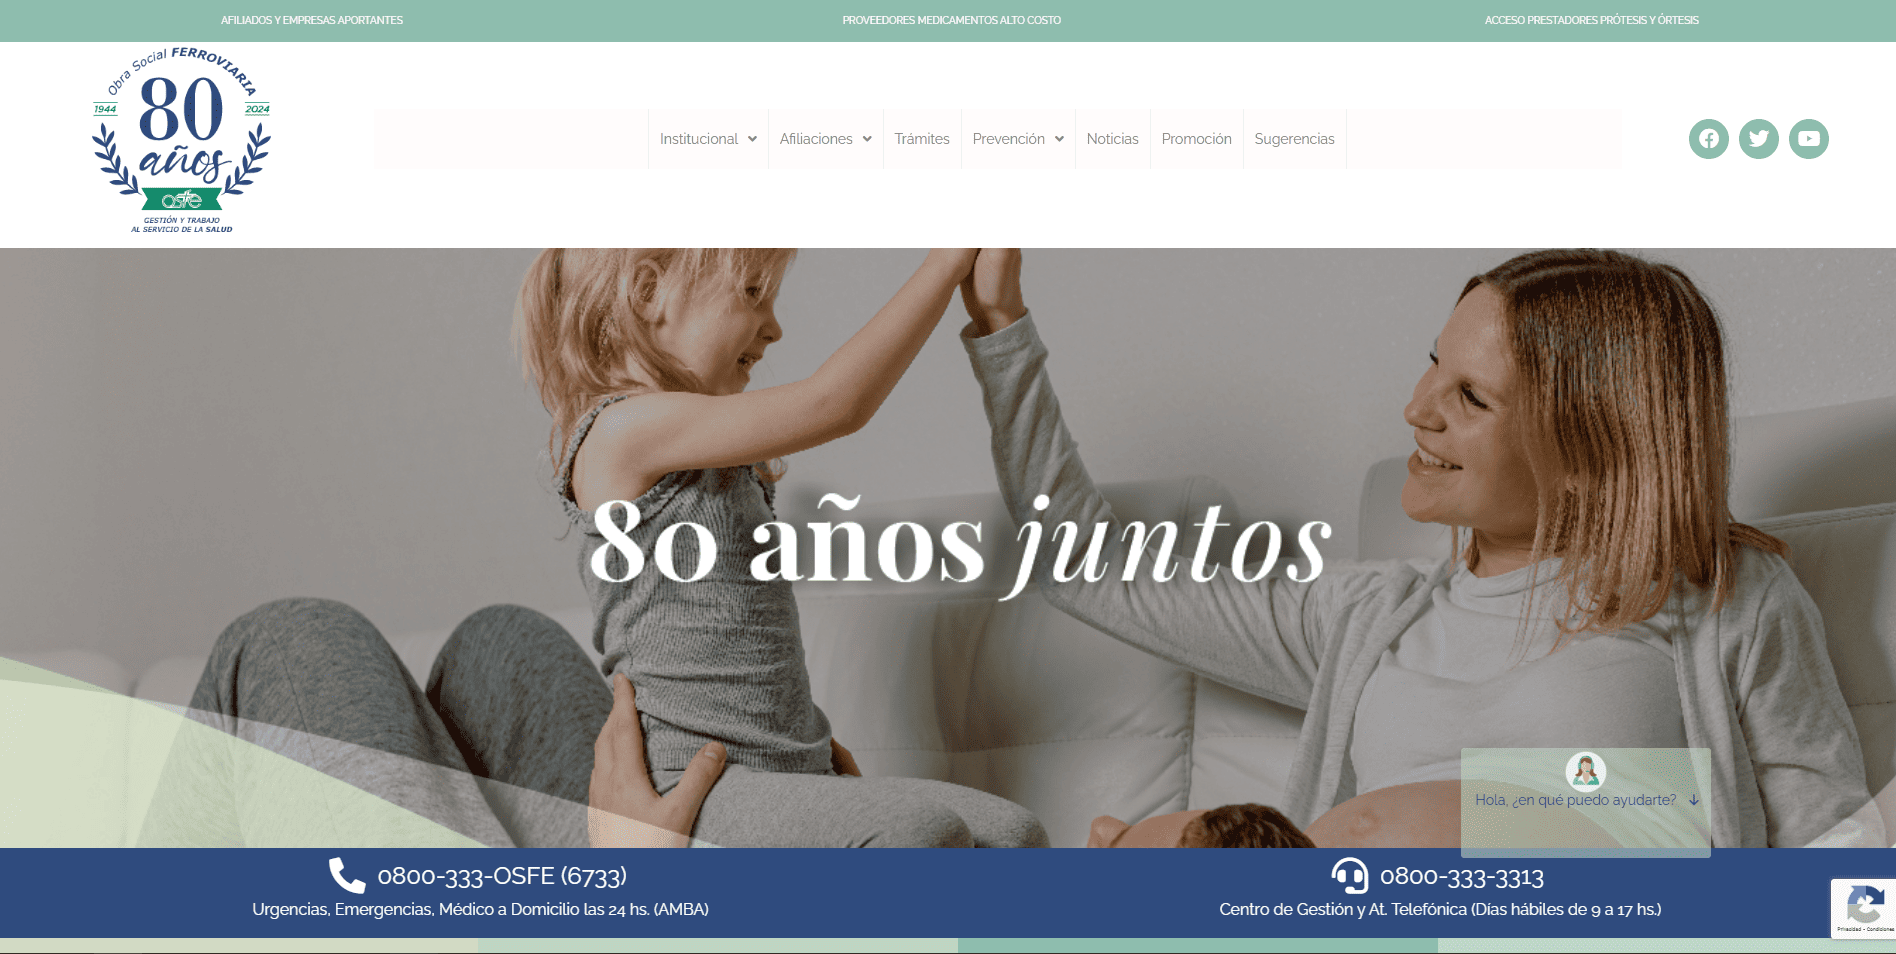 AFILIADOS Y EMPRESAS APORTANTES
PROVEEDORES MEDICAMENTOS ALTO COSTO
ACCESO PRESTADORES PRÓTESIS Y ÓRTESIS
Obra Social FERROVIARIA
1944
80
2024
años
osfe
GESTIÓN Y TRABAJO
AL SERVICIO DE LA SALUD
Institucional
Afiliaciones
Trámites
Prevención
Noticias
Promoción
Sugerencias
80 años juntos
Hola, ¿en qué puedo ayudarte?
0800-333-OSFE (6733)
Urgencias, Emergencias, Médico a Domicilio las 24 hs. (AMBA)
0800-333-3313
Centro de Gestión y At. Telefónica (Días hábiles de 9 a 17 hs.)
Privacidad - Condiciones